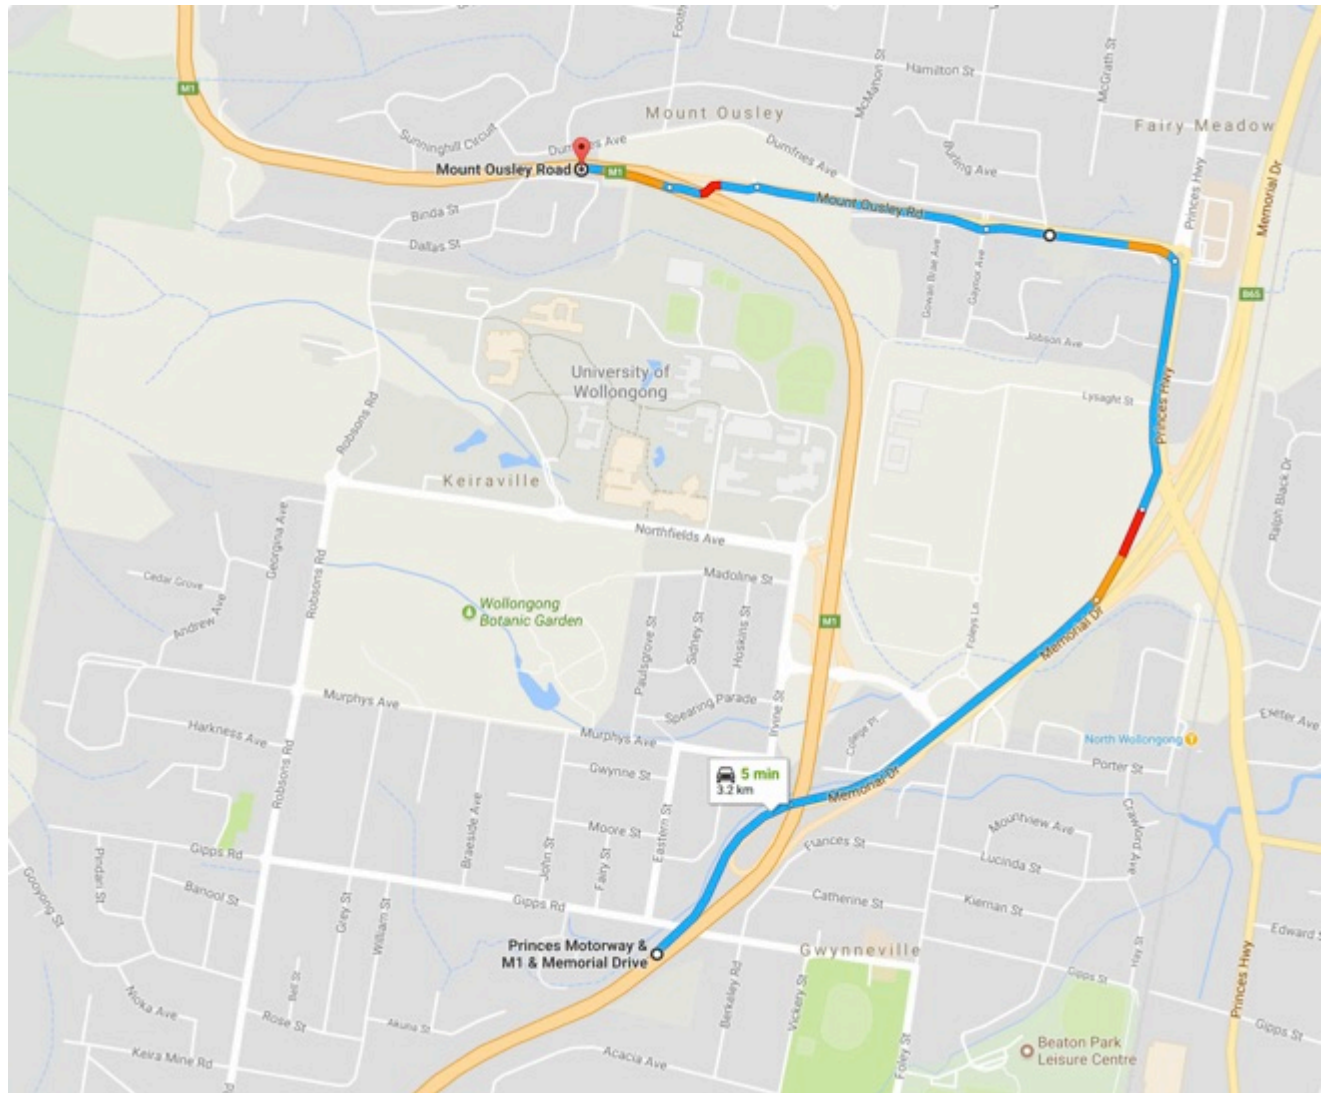 M1
Hamilton St
McMahon St
McGrath St
Mount Ousley
Fairy Meadow
Sunninghill Circuit
Dumfries Ave
Dumfries Ave
Burling Ave
Princes Hwy
Memorial Dr
Mount Ousley Road
M1
Binda St
Mount Ousley Rd
Dallas St
Gowan Brae Ave
Gaynor Ave
B65
Jobson Ave
University of
Wollongong
Lysaght St
Princes Hwy
Robsons Rd
Keiraville
Ralph Black Dr
Northfields Ave
Georgina Ave
Robsons Rd
Madoline St
Cedar Grove
Wollongong
Botanic Garden
Andrew Ave
Paulsgrove St
Sidney St
Hoskins St
M1
Foleys Ln
Memorial Dr
Murphys Ave
Spearing Parade
Irvine St
College Pl
Exeter Ave
Harkness Ave
Murphys Ave
North Wollongong
Porter St
Gwynne St
5 min
3.2 km
Memorial Dr
Robsons Rd
Braeside Ave
Eastern St
Crawford Ave
Moore St
Mountview Ave
Gipps Rd
John St
Fairy St
Frances St
Lucinda St
Gooyong St
Bangol St
Grey St
William St
Gipps Rd
Catherine St
Kiernan St
Edward S
Princes Motorway &
M1 & Memorial Drive
Gwynneville
Hay St
Gipps St
Princes Hwy
Bell St
Berkeley Rd
Vickery St
Nioka Ave
Rose St
Akuna St
Gipps St
Keira Mine Rd
Acacia Ave
Foley St
Beaton Park
Leisure Centre